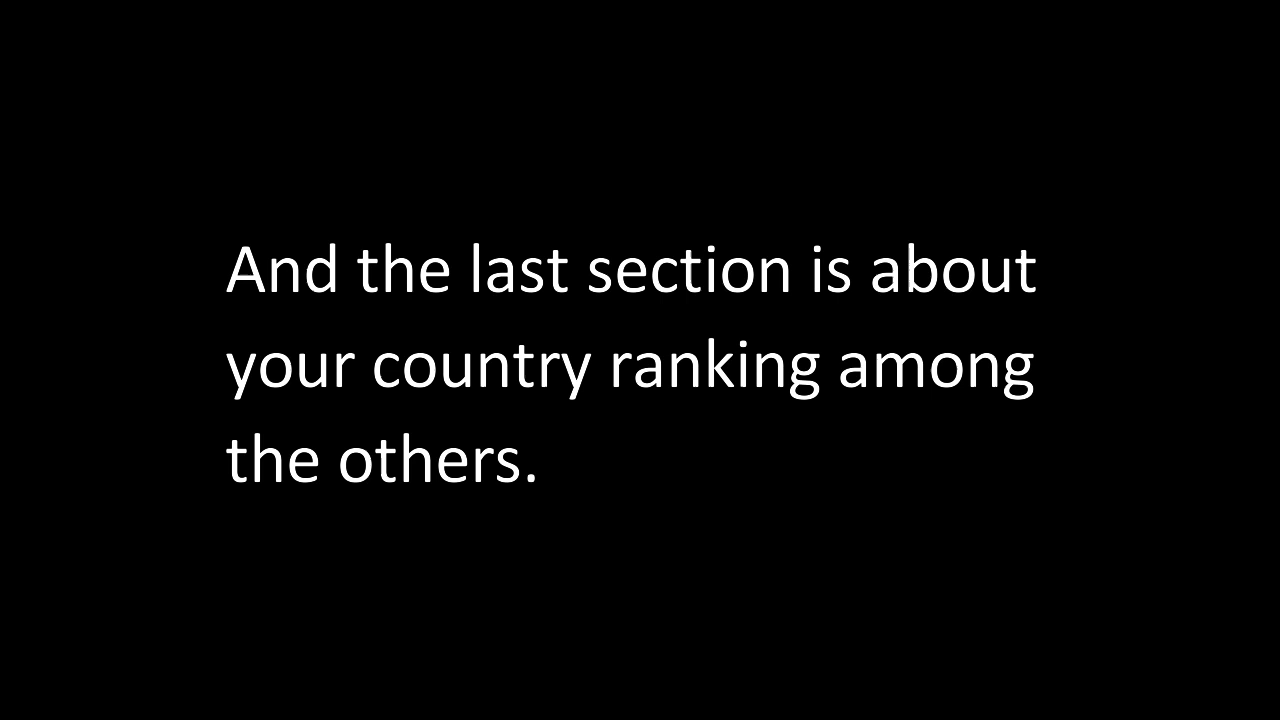 And the last section is about
your country ranking among
the others.